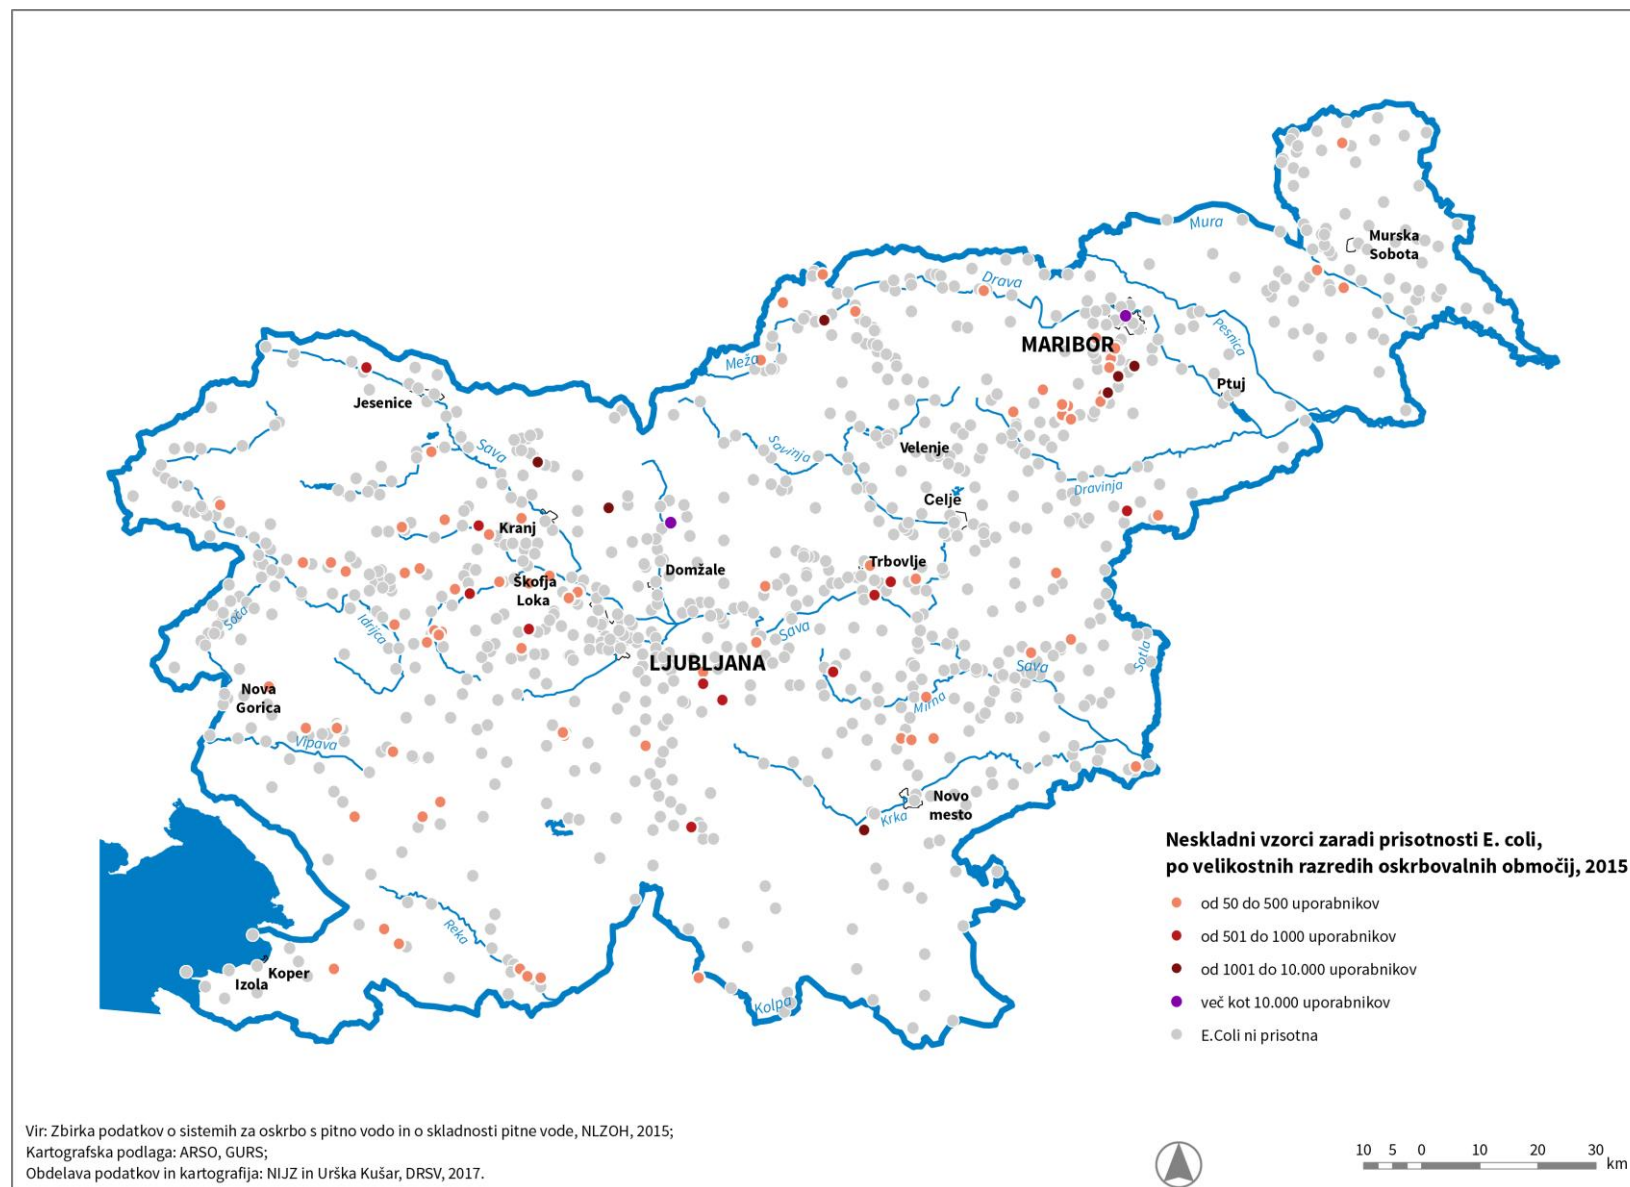 Mura
Murska
Sobota
Drava
Pesnica
MARIBOR
Meža
Ptuj
Jesenice
Sava
Savinja
Velenje
Dravinja
Celje
Kranj
Trbovlje
Domžale
Škofja
Loka
Soča
Idrijca
Sava
LJUBLJANA
Sava
Sotla
Nova
Gorica
Mirna
Vipava
Novo
mesto
Krka
Neskladni vzorci zaradi prisotnosti E. coli,
po velikostnih razredih oskrbovalnih območij, 2015
od 50 do 500 uporabnikov
od 501 do 1000 uporabnikov
od 1001 do 10.000 uporabnikov
več kot 10.000 uporabnikov
E.Coli ni prisotna
Reka
Koper
Izola
Kolpa
Vir: Zbirka podatkov o sistemih za oskrbo s pitno vodo in o skladnosti pitne vode, NLZOH, 2015;
Kartografska podlaga: ARSO, GURS;
Obdelava podatkov in kartografija: NIJZ in Urška Kušar, DRSV, 2017.
10 5 0 10 20 30
km